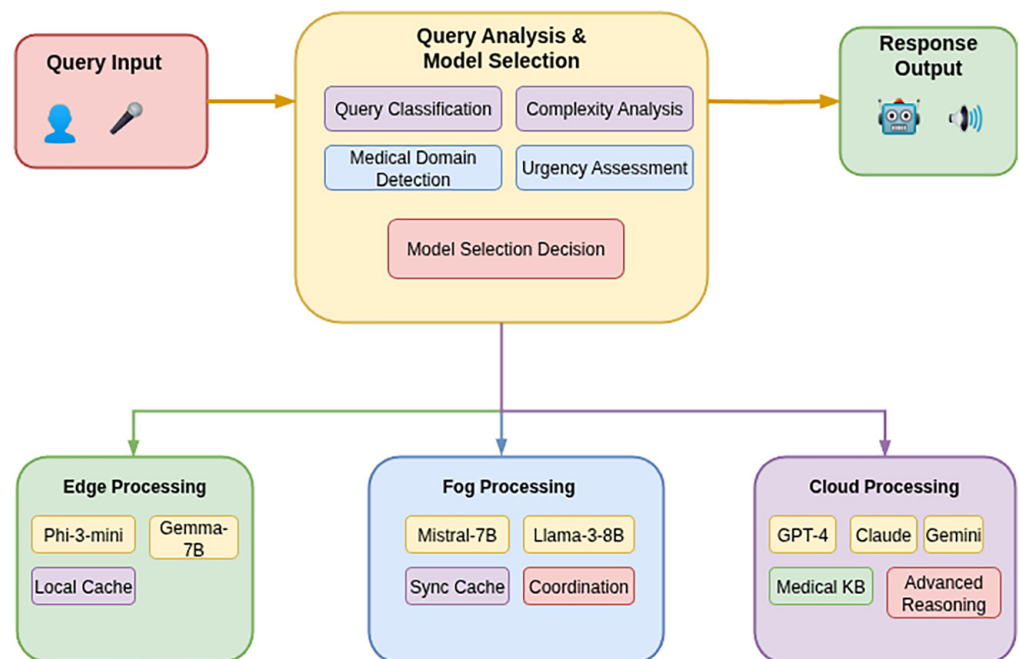 Query Input
Query Analysis &
Model Selection
Response
Output
Query Classification
Complexity Analysis
Medical Domain
Detection
Urgency Assessment
Model Selection Decision
Edge Processing
Phi-3-mini
Gemma-
7B
Local Cache
Fog Processing
Mistral-7B
Llama-3-8B
Sync Cache
Coordination
Cloud Processing
GPT-4
Claude
Gemini
Medical KB
Advanced
Reasoning